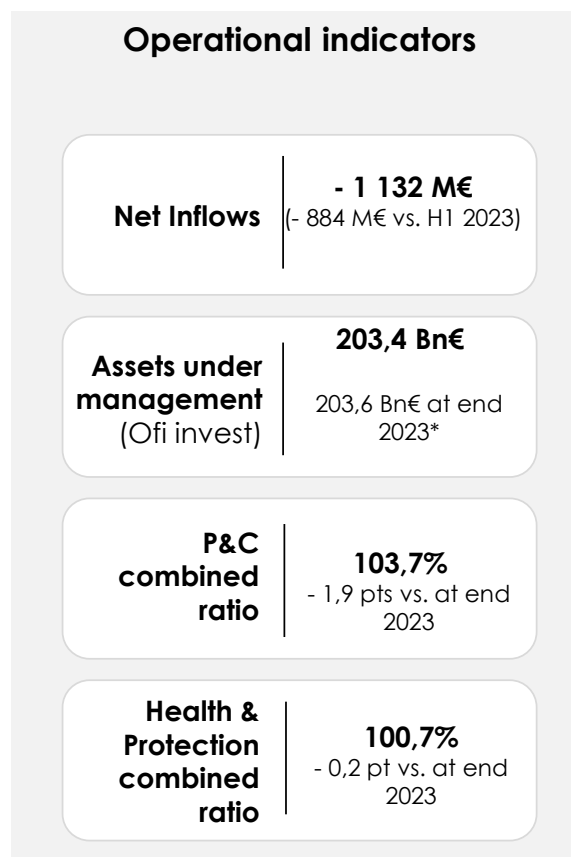 Operational indicators
Net Inflows
- 1 132 M€
(- 884 M€ vs. H1 2023)
Assets under
management
(Ofi invest)
203,4 Bn€
203,6 Bn€ at end
2023*
P&C
combined
ratio
103,7%
- 1,9 pts vs. at end
2023
Health &
Protection
combined
ratio
100,7%
- 0,2 pt vs. at end
2023